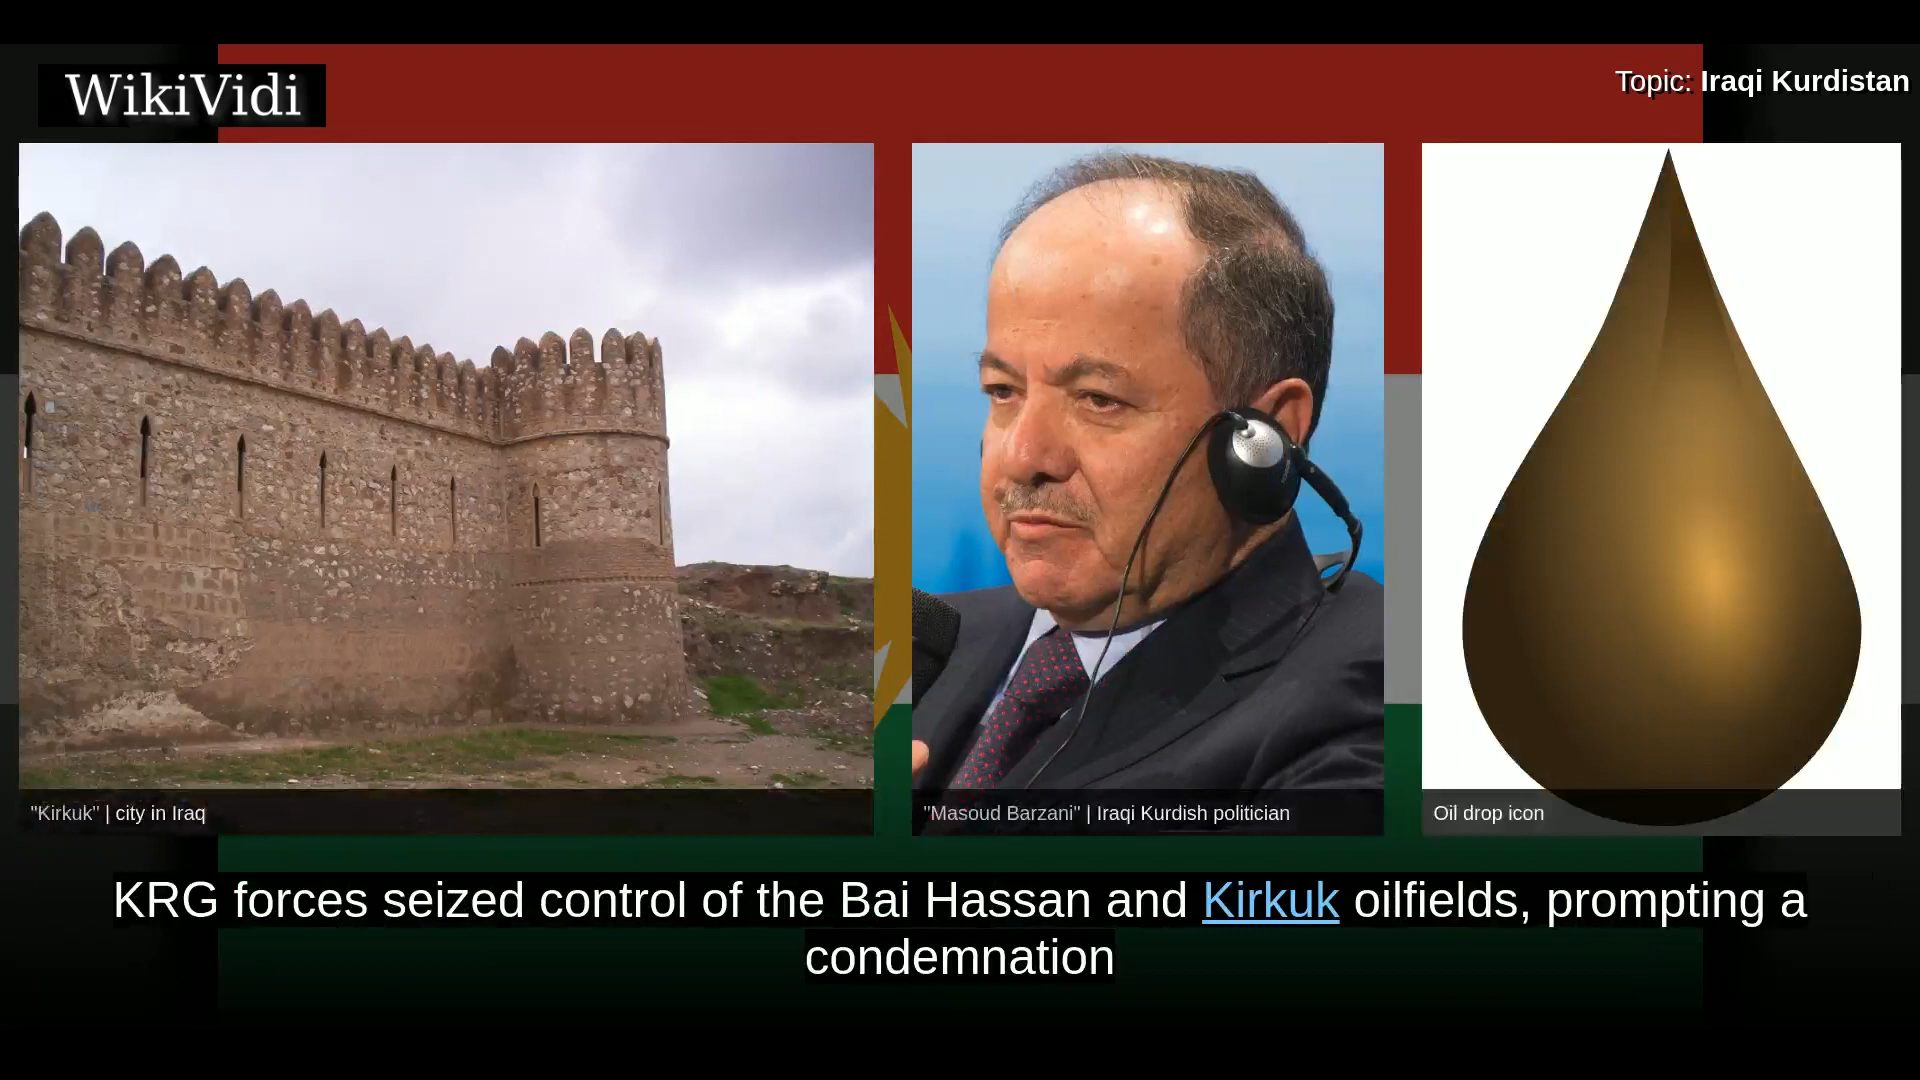 WikiVidi
Topic: Iraqi Kurdistan
"Kirkuk" | city in Iraq
"Masoud Barzani" | Iraqi Kurdish politician
Oil drop icon
KRG forces seized control of the Bai Hassan and Kirkuk oilfields, prompting a
condemnation